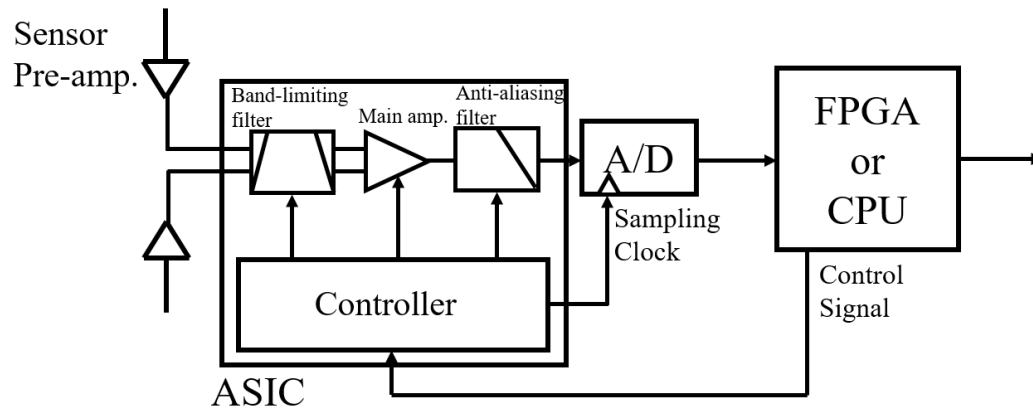 Sensor
Pre-amp.
Band-limiting
filter
Main amp.
Anti-aliasing
filter
A/D
Sampling
Clock
FPGA
or
CPU
Control
Signal
Controller
ASIC